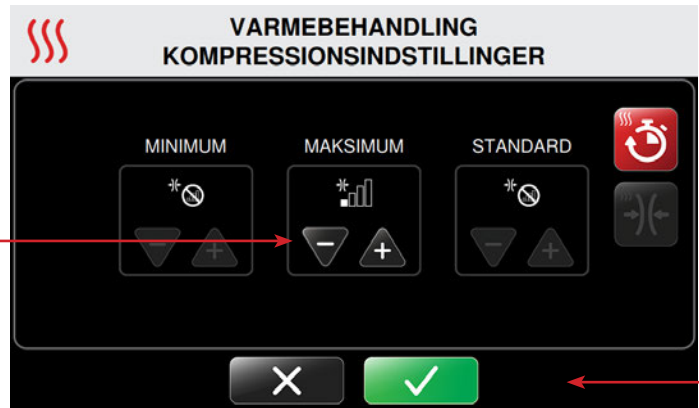 VARMEBEHANDLING
KOMPRESSIONSINDSTILLINGER
MINIMUM MAKSIMUM STANDARD